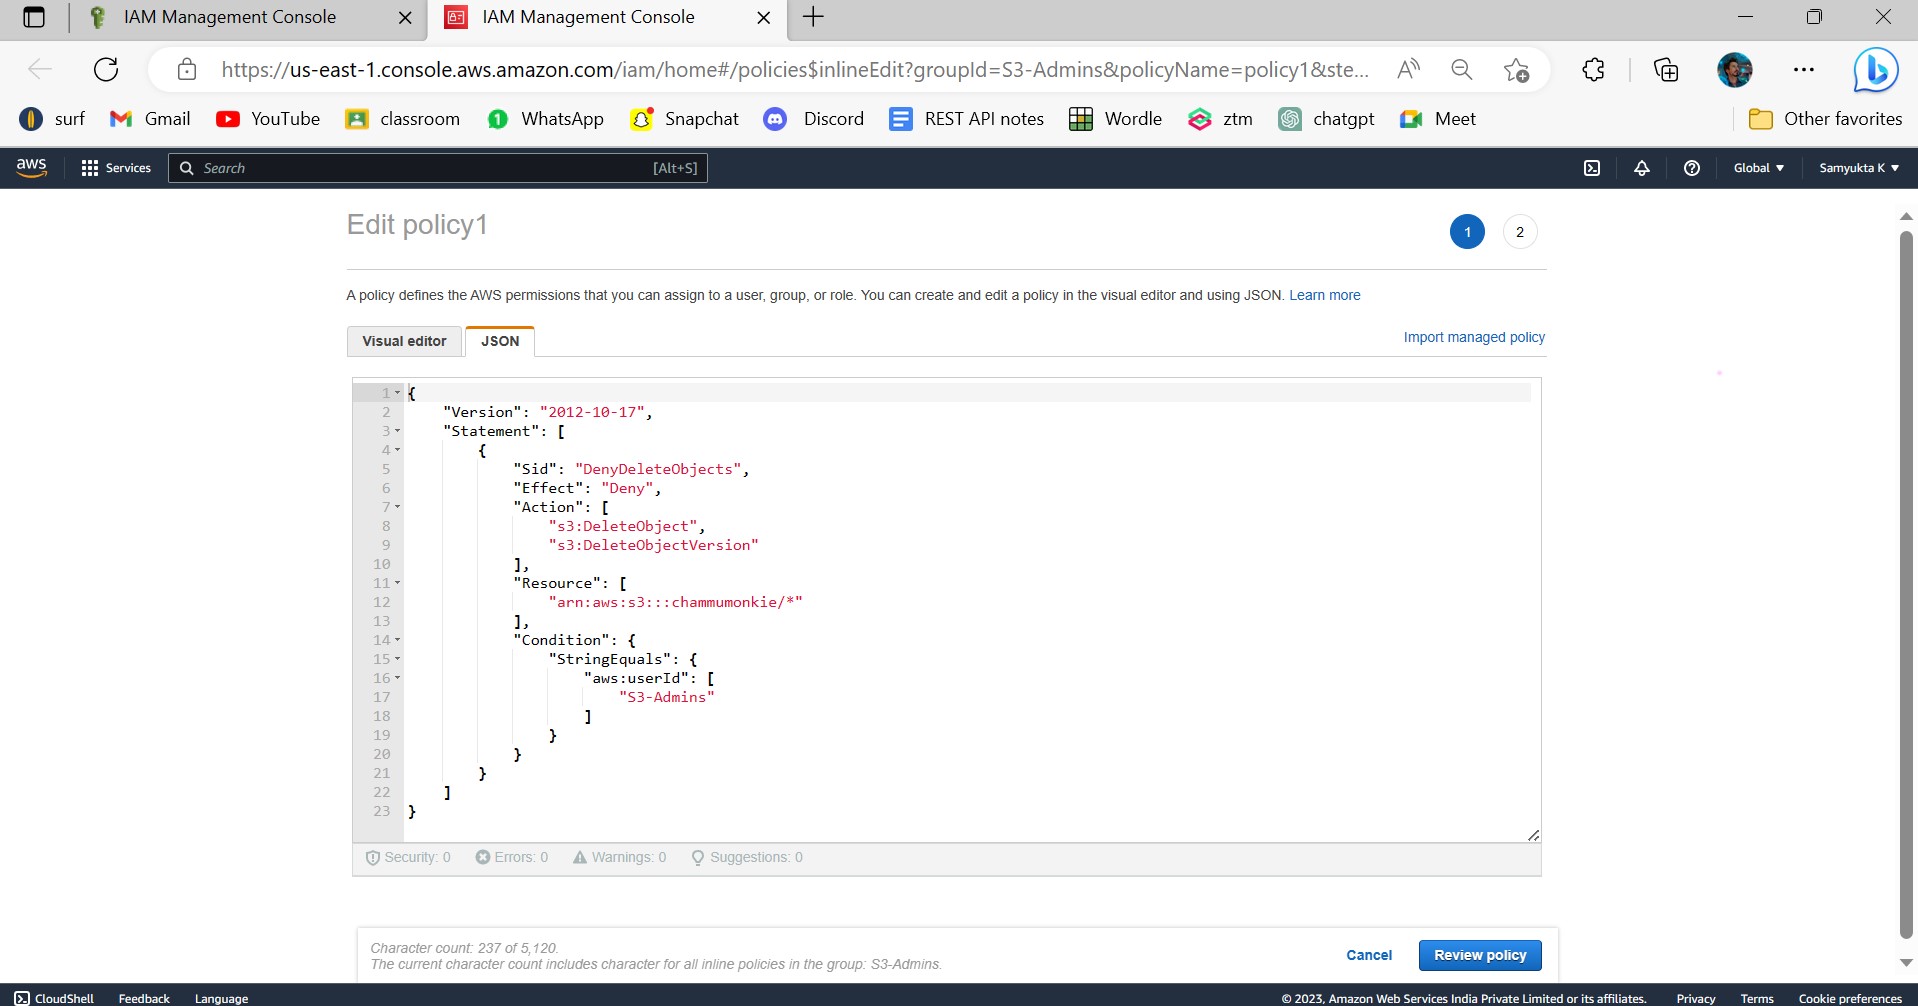 IAM Management Console
IAM Management Console
https://us-east-1.console.aws.amazon.com/iam/home#/policies$inlineEdit?groupId=S3-Admins&policyName=policy1&ste...
surf
Gmail
YouTube
classroom
WhatsApp
Snapchat
Discord
REST API notes
Wordle
ztm
chatgpt
Meet
Other favorites
aws
Services
Search
[Alt+S]
Global
Samyukta K
Edit policy1
1
2
A policy defines the AWS permissions that you can assign to a user, group, or role. You can create and edit a policy in the visual editor and using JSON. Learn more
Visual editor
JSON
Import managed policy
1 {
2 "Version": "2012-10-17",
3 "Statement": [
4 {
5 "Sid": "DenyDeleteObjects",
6 "Effect": "Deny",
7 "Action": [
8 "s3:DeleteObject",
9 "s3:DeleteObjectVersion"
10 ],
11 "Resource": [
12 "arn:aws:s3:::chammumonkie/*"
13 ],
14 "Condition": {
15 "StringEquals": {
16 "aws:userId": [
17 "S3-Admins"
18 ]
19 }
20 }
21 }
22 ]
23 }
Security: 0
Errors: 0
Warnings: 0
Suggestions: 0
Character count: 237 of 5,120.
The current character count includes character for all inline policies in the group: S3-Admins.
Cancel
Review policy
CloudShell
Feedback
Language
© 2023, Amazon Web Services India Private Limited or its affiliates.
Privacy
Terms
Cookie preferences